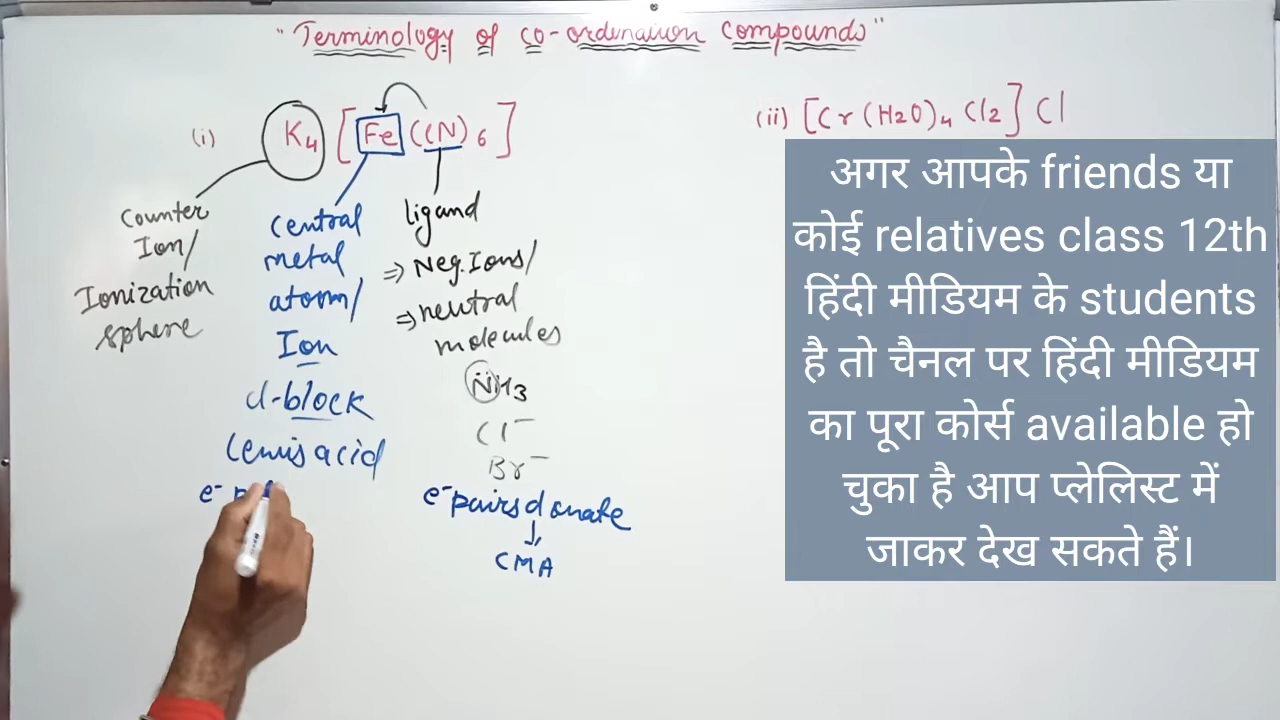 "Terminology of co-ordination compounds"
(i) K4 [Fe(CN)6]
Counter
Ion/
Ionization
sphere
central
metal
atom/
Ion
d-block
Lewis acid
e⁻ p
ligand
⇒ Neg. Ions/
⇒ neutral
molecules
N̈H3
Cl⁻
Br⁻
e⁻ pairs donate
↓
CMA
(ii) [Cr(H2O)4 Cl2] Cl
अगर आपके friends या
कोई relatives class 12th
हिंदी मीडियम के students
है तो चैनल पर हिंदी मीडियम
का पूरा कोर्स available हो
चुका है आप प्लेलिस्ट में
जाकर देख सकते हैं।